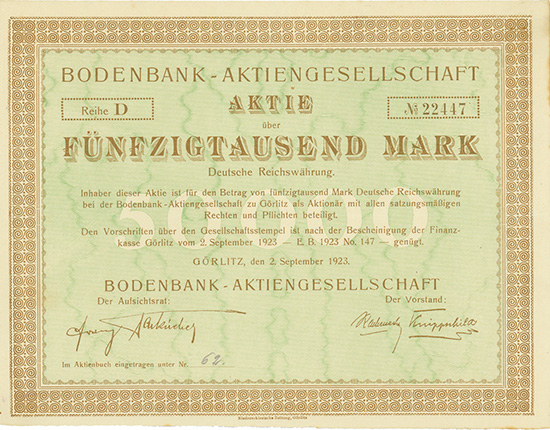 BODENBANK-AKTIENGESELLSCHAFT
Reihe D
AKTIE
№ 22447
über
FÜNFZIGTAUSEND MARK
Deutsche Reichswährung.
Inhaber dieser Aktie ist für den Betrag von fünfzigtausend Mark Deutsche Reichswährung
bei der Bodenbank-Aktiengesellschaft zu Görlitz als Aktionär mit allen satzungsmäßigen
Rechten und Pflichten beteiligt.
Den Vorschriften über den Gesellschaftsstempel ist nach der Bescheinigung der Finanz-
kasse Görlitz vom 2. September 1923 — E. B. 1923 No. 147 — genügt.
GÖRLITZ, den 2. September 1923.
BODENBANK-AKTIENGESELLSCHAFT
Der Aufsichtsrat:
Der Vorstand:
Im Aktienbuch eingetragen unter Nr. 62.